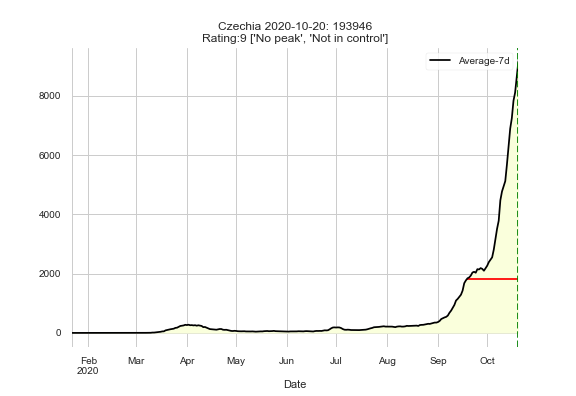 Czechia 2020-10-20: 193946
Rating:9 ['No peak', 'Not in control']
Average-7d
8000
6000
4000
2000
0
Feb Mar Apr May Jun Jul Aug Sep Oct
2020
Date